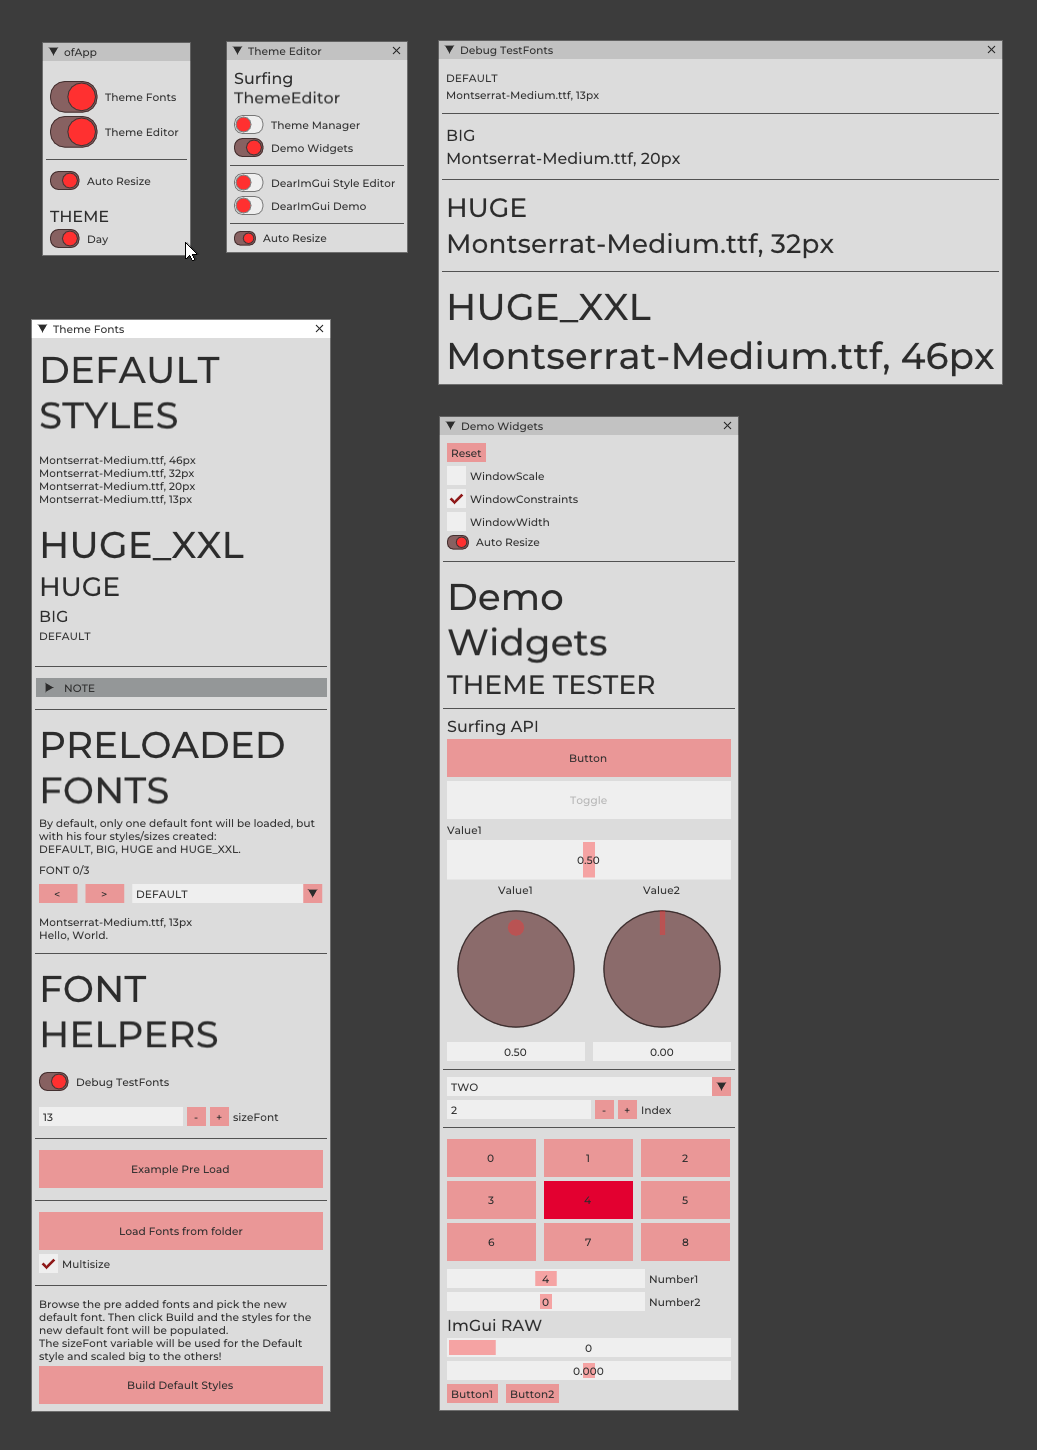 ofApp
Theme Fonts
Theme Editor
Auto Resize
THEME
Day
Theme Editor
Surfing
ThemeEditor
Theme Manager
Demo Widgets
DearImGui Style Editor
DearImGui Demo
Auto Resize
Debug TestFonts
DEFAULT
Montserrat-Medium.ttf, 13px
BIG
Montserrat-Medium.ttf, 20px
HUGE
Montserrat-Medium.ttf, 32px
HUGE_XXL
Montserrat-Medium.ttf, 46px
Theme Fonts
DEFAULT
STYLES
Montserrat-Medium.ttf, 46px
Montserrat-Medium.ttf, 32px
Montserrat-Medium.ttf, 20px
Montserrat-Medium.ttf, 13px
HUGE_XXL
HUGE
BIG
DEFAULT
NOTE
PRELOADED
FONTS
By default, only one default font will be loaded, but
with his four styles/sizes created:
DEFAULT, BIG, HUGE and HUGE_XXL.
FONT 0/3
< > DEFAULT
Montserrat-Medium.ttf, 13px
Hello, World.
FONT
HELPERS
Debug TestFonts
13 - + sizeFont
Example Pre Load
Load Fonts from folder
Multisize
Browse the pre added fonts and pick the new
default font. Then click Build and the styles for the
new default font will be populated.
The sizeFont variable will be used for the Default
style and scaled big to the others!
Build Default Styles
Demo Widgets
Reset
WindowScale
WindowConstraints
WindowWidth
Auto Resize
Demo
Widgets
THEME TESTER
Surfing API
Button
Toggle
Value1
0.50
Value1 Value2
0.50 0.00
TWO
2 - + Index
0 1 2
3 4 5
6 7 8
4 Number1
0 Number2
ImGui RAW
0
0.000
Button1 Button2